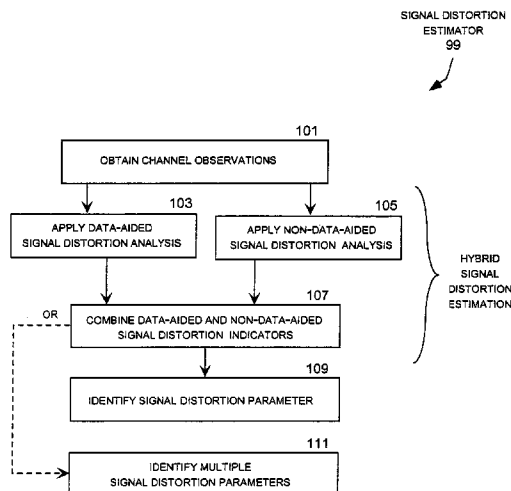 SIGNAL DISTORTION
ESTIMATOR
99
101
OBTAIN CHANNEL OBSERVATIONS
103
APPLY DATA-AIDED
SIGNAL DISTORTION ANALYSIS
105
APPLY NON-DATA-AIDED
SIGNAL DISTORTION ANALYSIS
HYBRID
SIGNAL
DISTORTION
ESTIMATION
107
OR
COMBINE DATA-AIDED AND NON-DATA-AIDED
SIGNAL DISTORTION INDICATORS
109
IDENTIFY SIGNAL DISTORTION PARAMETER
111
IDENTIFY MULTIPLE
SIGNAL DISTORTION PARAMETERS